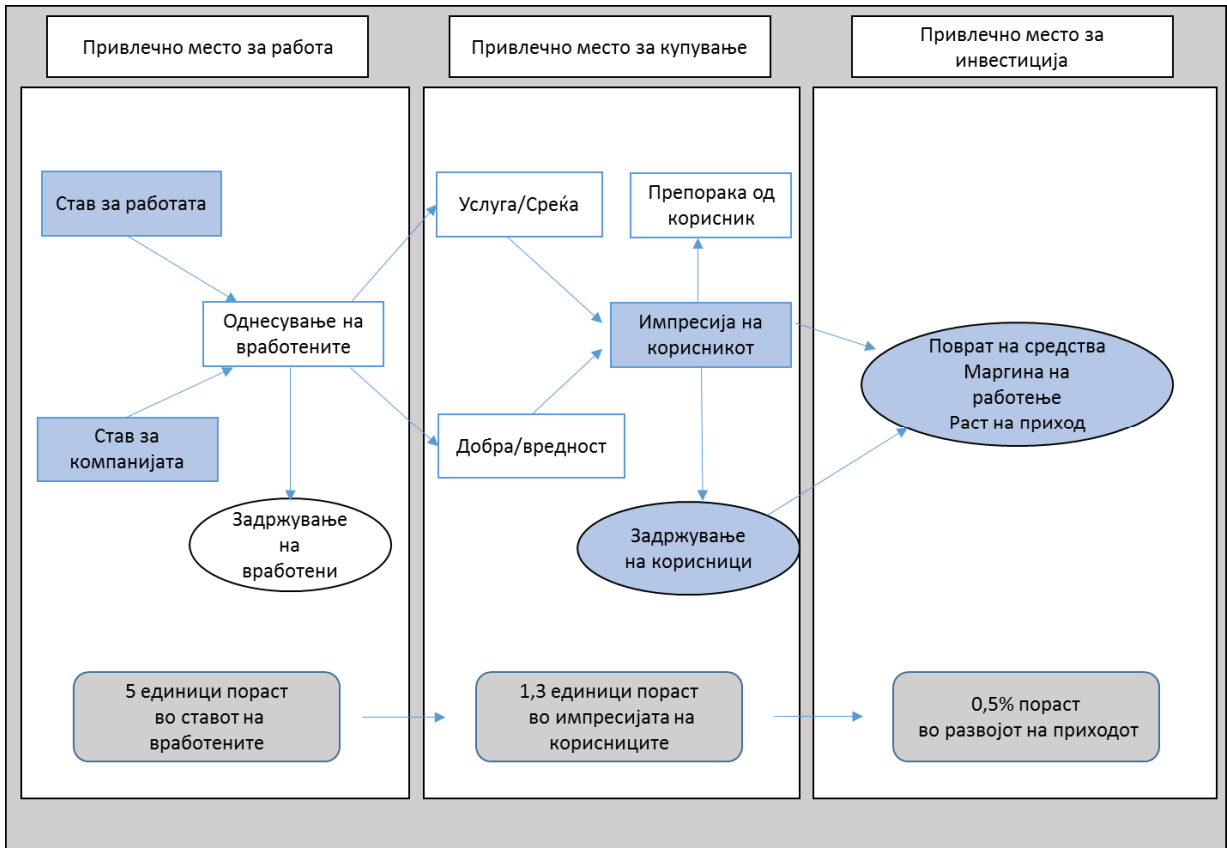 Привлечно место за работа
Привлечно место за купување
Привлечно место за
инвестиција
Став за работата
Услуга/Среќа
Препорака од
корисник
Однесување на
вработените
Импресија на
корисникот
Поврат на средства
Маргина на
работење
Раст на приход
Став за
компанијата
Добра/вредност
Задржување
на
вработени
Задржување
на корисници
5 единици пораст
во ставот на
вработените
1,3 единици пораст
во импресијата на
корисниците
0,5% пораст
во развојот на приходот